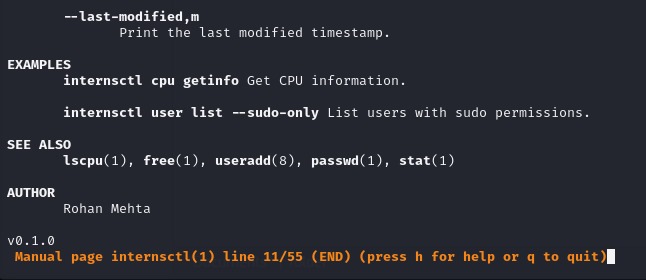 --last-modified,m
Print the last modified timestamp.
EXAMPLES
internsctl cpu getinfo Get CPU information.
internsctl user list --sudo-only List users with sudo permissions.
SEE ALSO
lscpu(1), free(1), useradd(8), passwd(1), stat(1)
AUTHOR
Rohan Mehta
v0.1.0
Manual page internsctl(1) line 11/55 (END) (press h for help or q to quit)